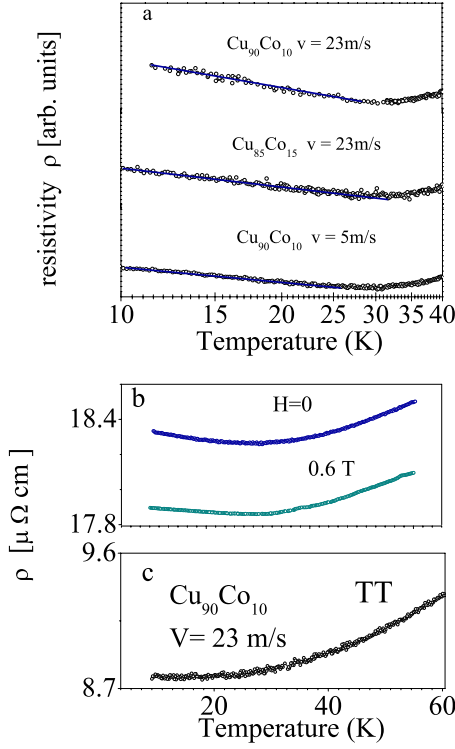 a
Cu90Co10 v = 23m/s
Cu85Co15 v = 23m/s
Cu90Co10 v = 5m/s
resistivity ρ [arb. units]
10 15 20 25 30 35 40
Temperature (K)
b
H=0
0.6 T
18.4
17.8
ρ [μ Ω cm]
9.6
8.7
c
Cu90Co10
V= 23 m/s
TT
20 40 60
Temperature (K)